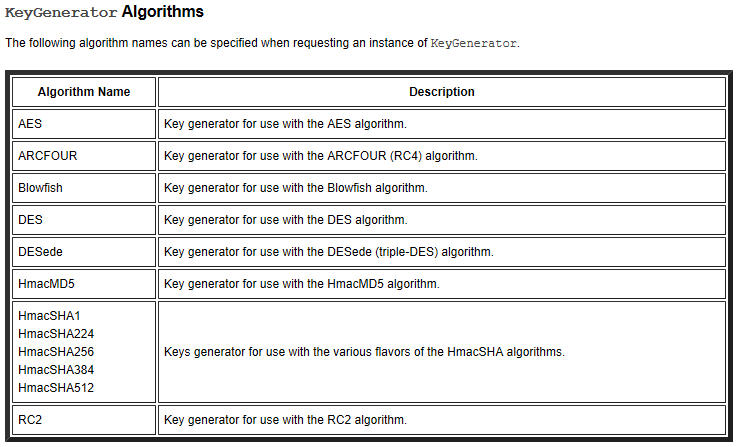 KeyGenerator Algorithms
The following algorithm names can be specified when requesting an instance of KeyGenerator.
Algorithm Name Description
AES Key generator for use with the AES algorithm.
ARCFOUR Key generator for use with the ARCFOUR (RC4) algorithm.
Blowfish Key generator for use with the Blowfish algorithm.
DES Key generator for use with the DES algorithm.
DESede Key generator for use with the DESede (triple-DES) algorithm.
HmacMD5 Key generator for use with the HmacMD5 algorithm.
HmacSHA1
HmacSHA224
HmacSHA256 Keys generator for use with the various flavors of the HmacSHA algorithms.
HmacSHA384
HmacSHA512
RC2 Key generator for use with the RC2 algorithm.